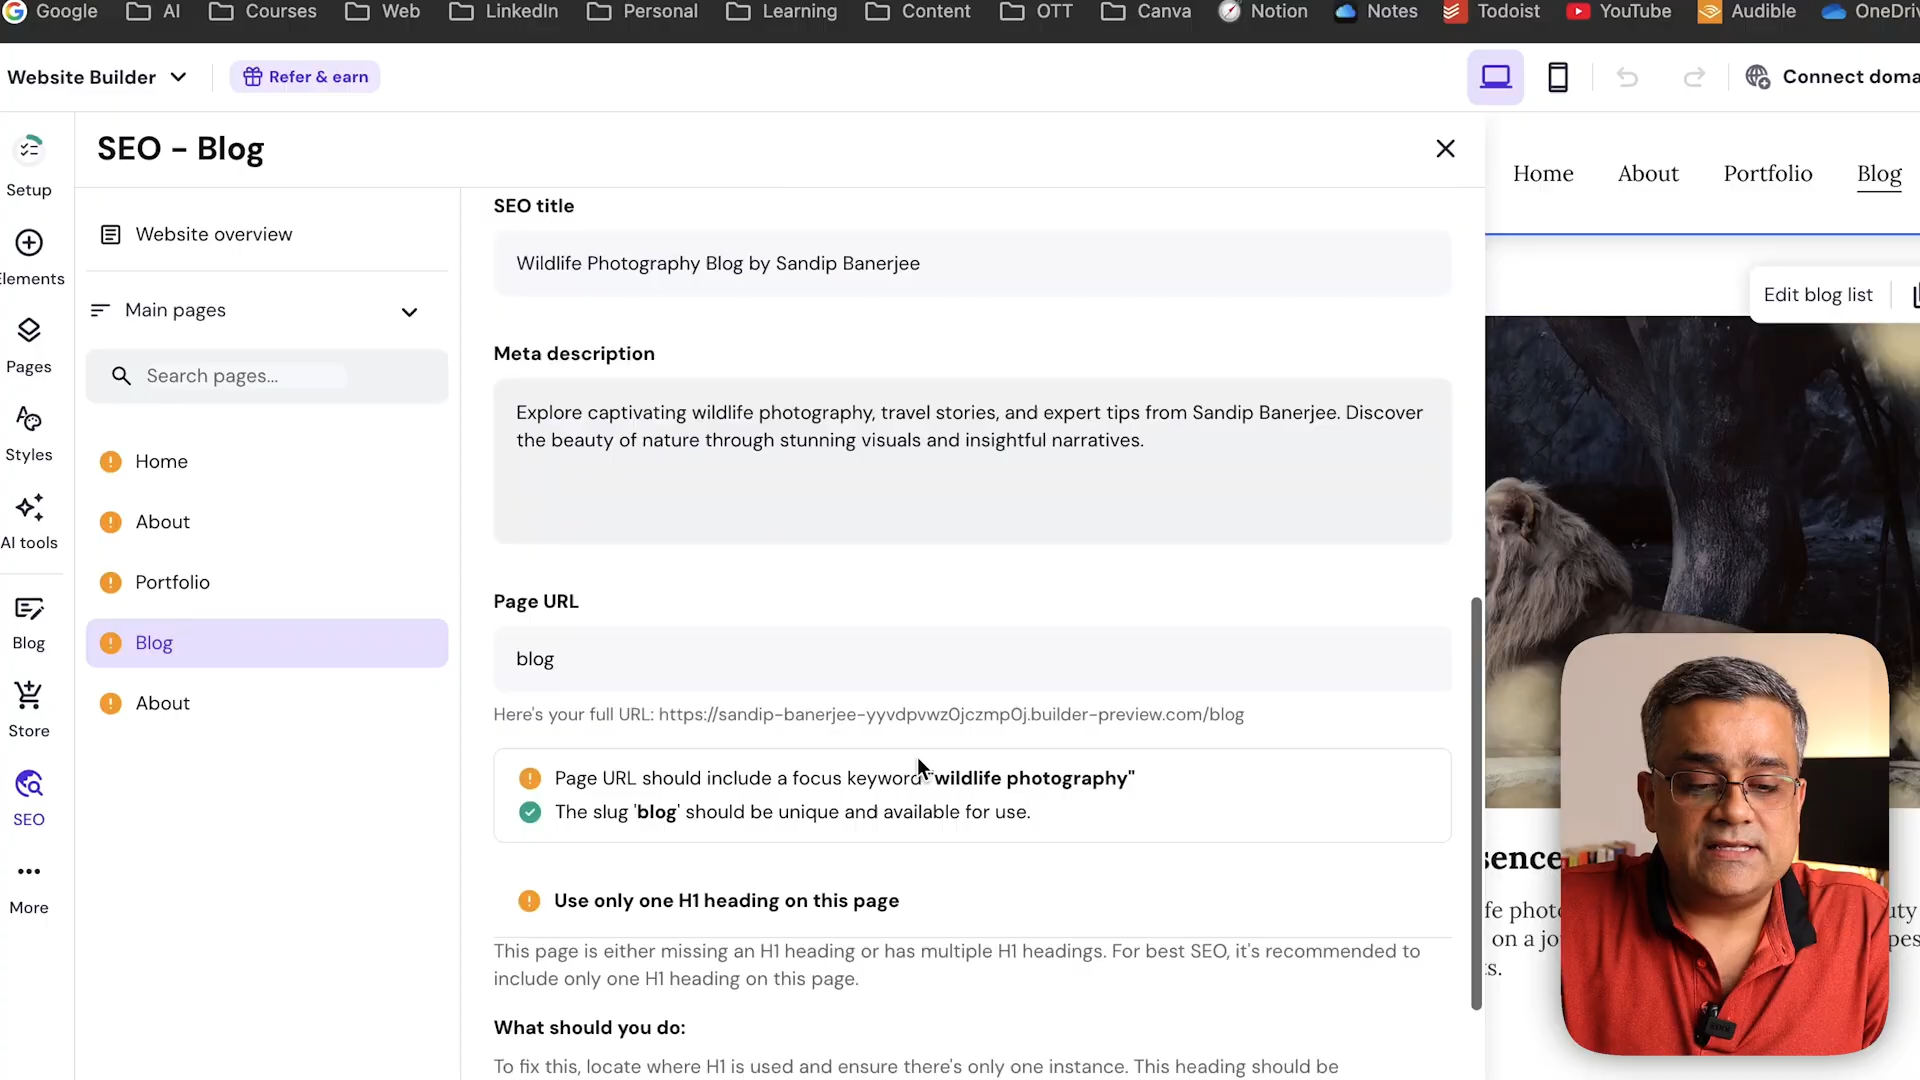 Google AI Courses Web LinkedIn Personal Learning Content OTT Canva Notion Notes Todoist YouTube Audible OneDriv
Website Builder Refer & earn Connect doma
SEO – Blog
Home About Portfolio Blog
Setup
Elements
Pages
Styles
AI tools
Blog
Store
SEO
More
Website overview
Main pages
Search pages...
Home
About
Portfolio
Blog
About
SEO title
Wildlife Photography Blog by Sandip Banerjee
Meta description
Explore captivating wildlife photography, travel stories, and expert tips from Sandip Banerjee. Discover
the beauty of nature through stunning visuals and insightful narratives.
Page URL
blog
Here's your full URL: https://sandip-banerjee-yyvdpvwz0jczmp0j.builder-preview.com/blog
Page URL should include a focus keyword "wildlife photography"
The slug 'blog' should be unique and available for use.
Use only one H1 heading on this page
This page is either missing an H1 heading or has multiple H1 headings. For best SEO, it's recommended to
include only one H1 heading on this page.
What should you do:
To fix this, locate where H1 is used and ensure there's only one instance. This heading should be
Edit blog list